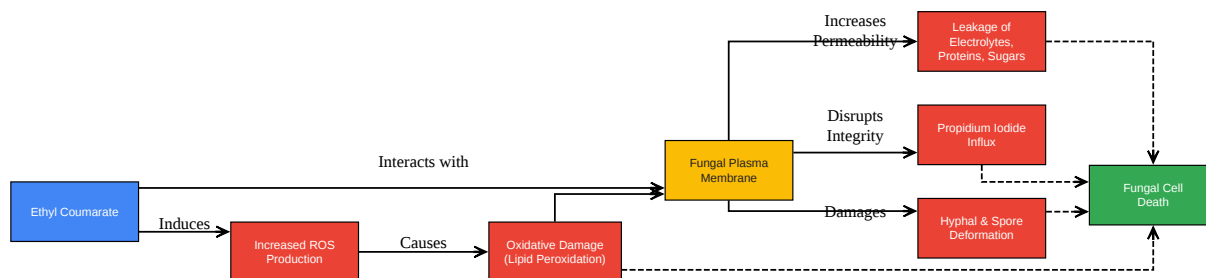 Increases
Permeability
Leakage of
Electrolytes,
Proteins, Sugars
Disrupts
Integrity
Propidium Iodide
Influx
Interacts with
Fungal Plasma
Membrane
Ethyl Coumarate
Fungal Cell
Death
Induces
Damages
Hyphal & Spore
Deformation
Increased ROS
Production
Causes
Oxidative Damage
(Lipid Peroxidation)